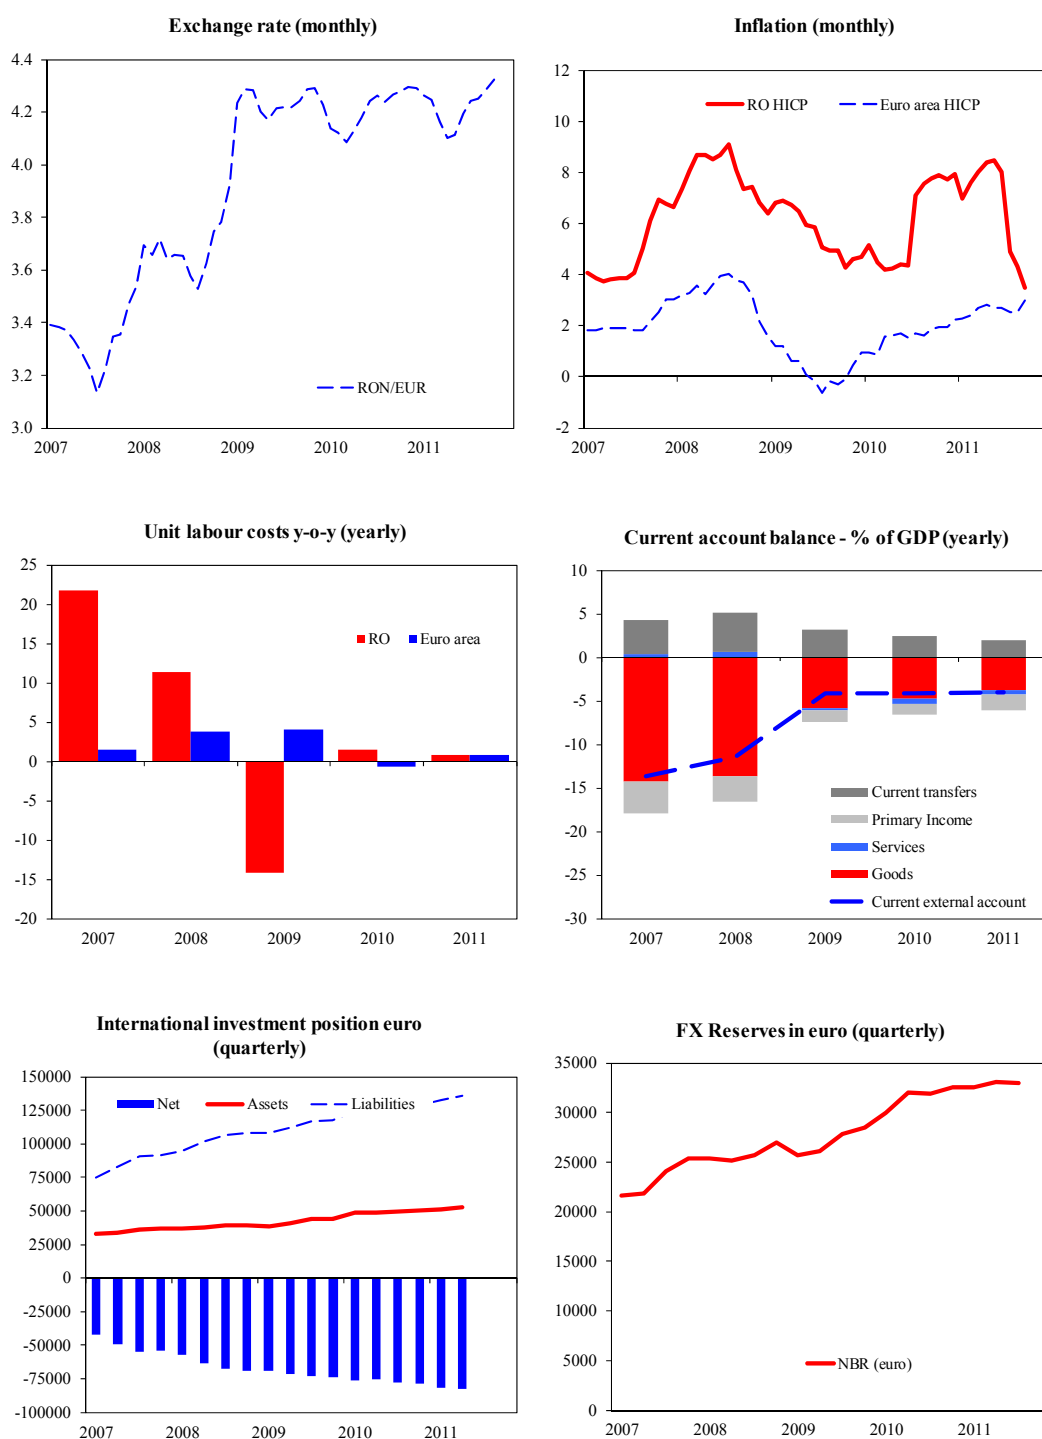 Exchange rate (monthly)
4.4
4.2
4.0
3.8
3.6
3.4
3.2
3.0
RON/EUR
2007 2008 2009 2010 2011
Inflation (monthly)
12
10
8
6
4
2
0
-2
RO HICP Euro area HICP
2007 2008 2009 2010 2011
Unit labour costs y-o-y (yearly)
25
20
15
10
5
0
-5
-10
-15
-20
RO Euro area
2007 2008 2009 2010 2011
Current account balance - % of GDP (yearly)
10
5
0
-5
-10
-15
-20
-25
-30
Current transfers
Primary Income
Services
Goods
Current external account
2007 2008 2009 2010 2011
International investment position euro
(quarterly)
150000
125000
100000
75000
50000
25000
0
-25000
-50000
-75000
-100000
Net Assets Liabilities
2007 2008 2009 2010 2011
FX Reserves in euro (quarterly)
35000
30000
25000
20000
15000
10000
5000
0
NBR (euro)
2007 2008 2009 2010 2011